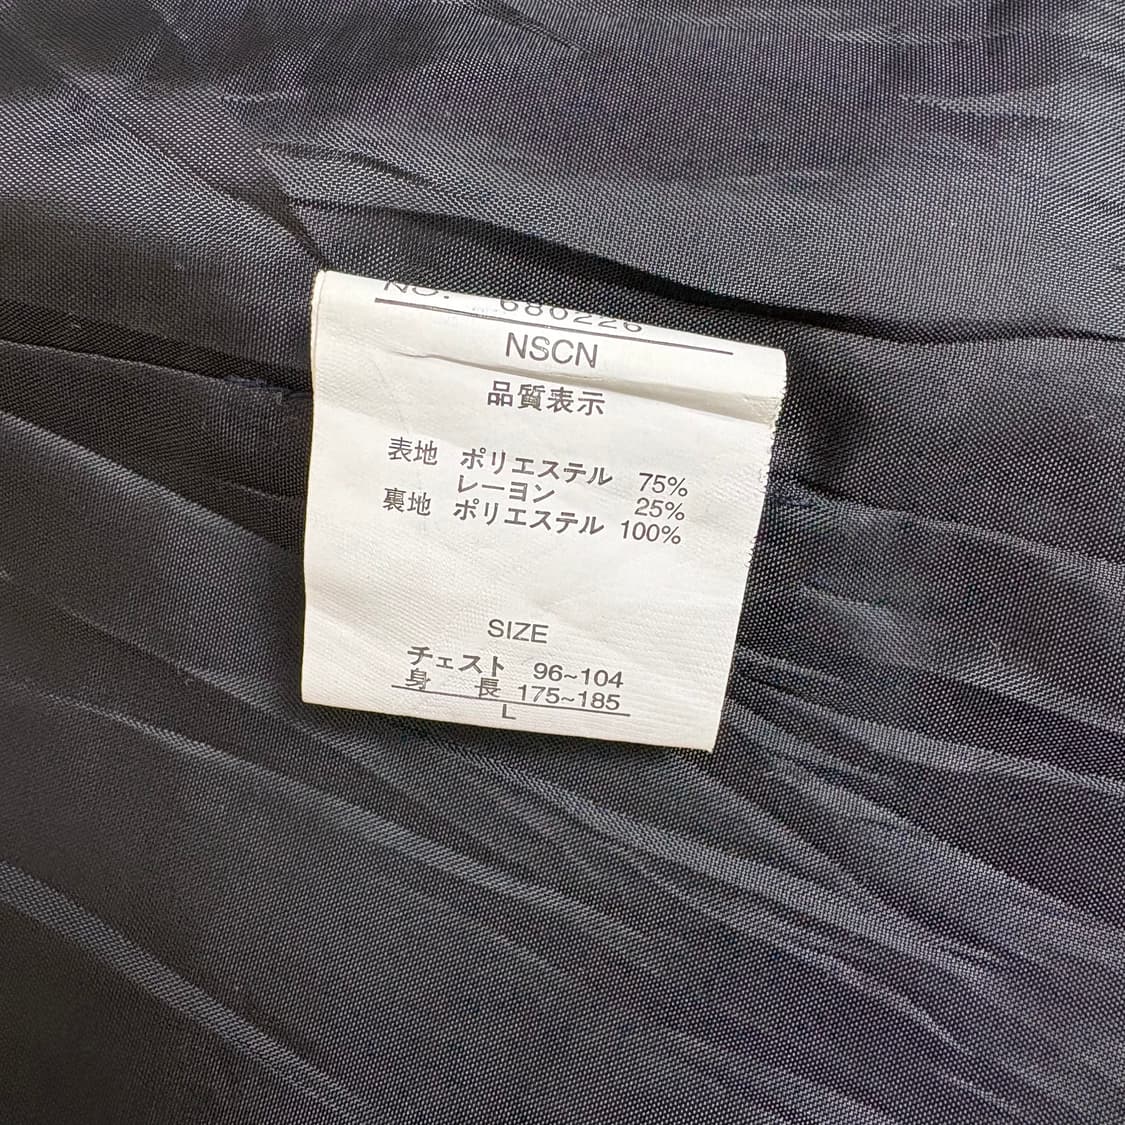 NO. 680226
NSCN
品質表示
表地 ポリエステル 75%
レーヨン 25%
裏地 ポリエステル 100%
SIZE
チェスト 96~104
身 長 175~185
L